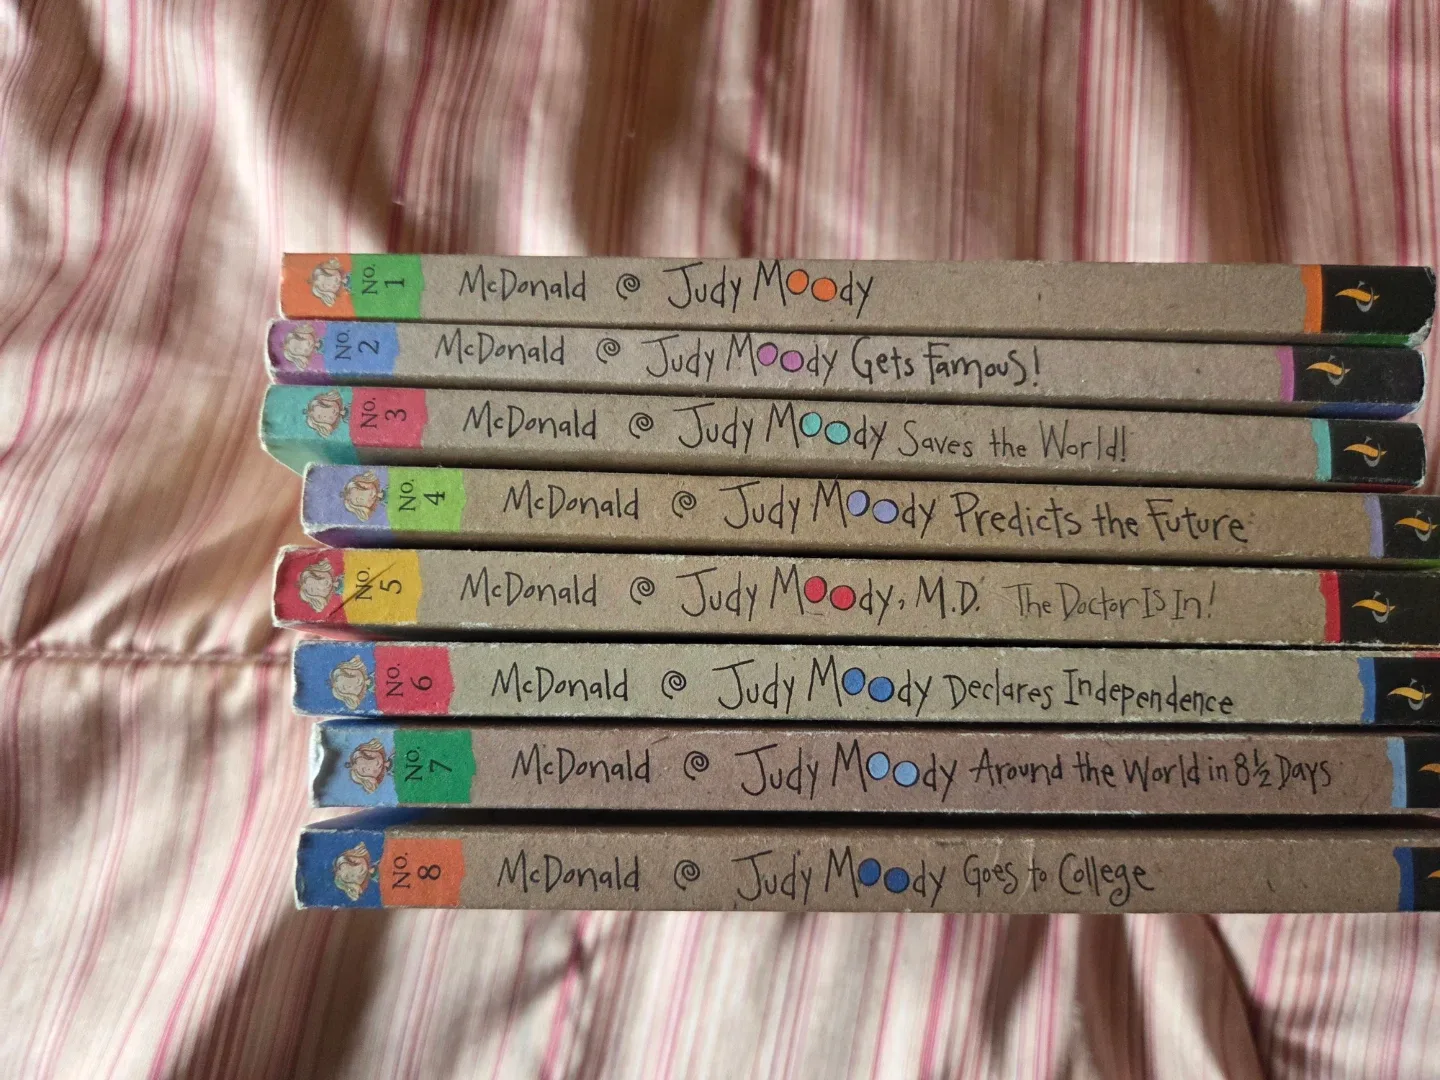 No. 1 McDonald Judy Moody
No. 2 McDonald Judy Moody Gets Famous!
No. 3 McDonald Judy Moody Saves the World!
No. 4 McDonald Judy Moody Predicts the Future
No. 5 McDonald Judy Moody, M.D. The Doctor Is In!
No. 6 McDonald Judy Moody Declares Independence
No. 7 McDonald Judy Moody Around the World in 8½ Days
No. 8 McDonald Judy Moody Goes to College